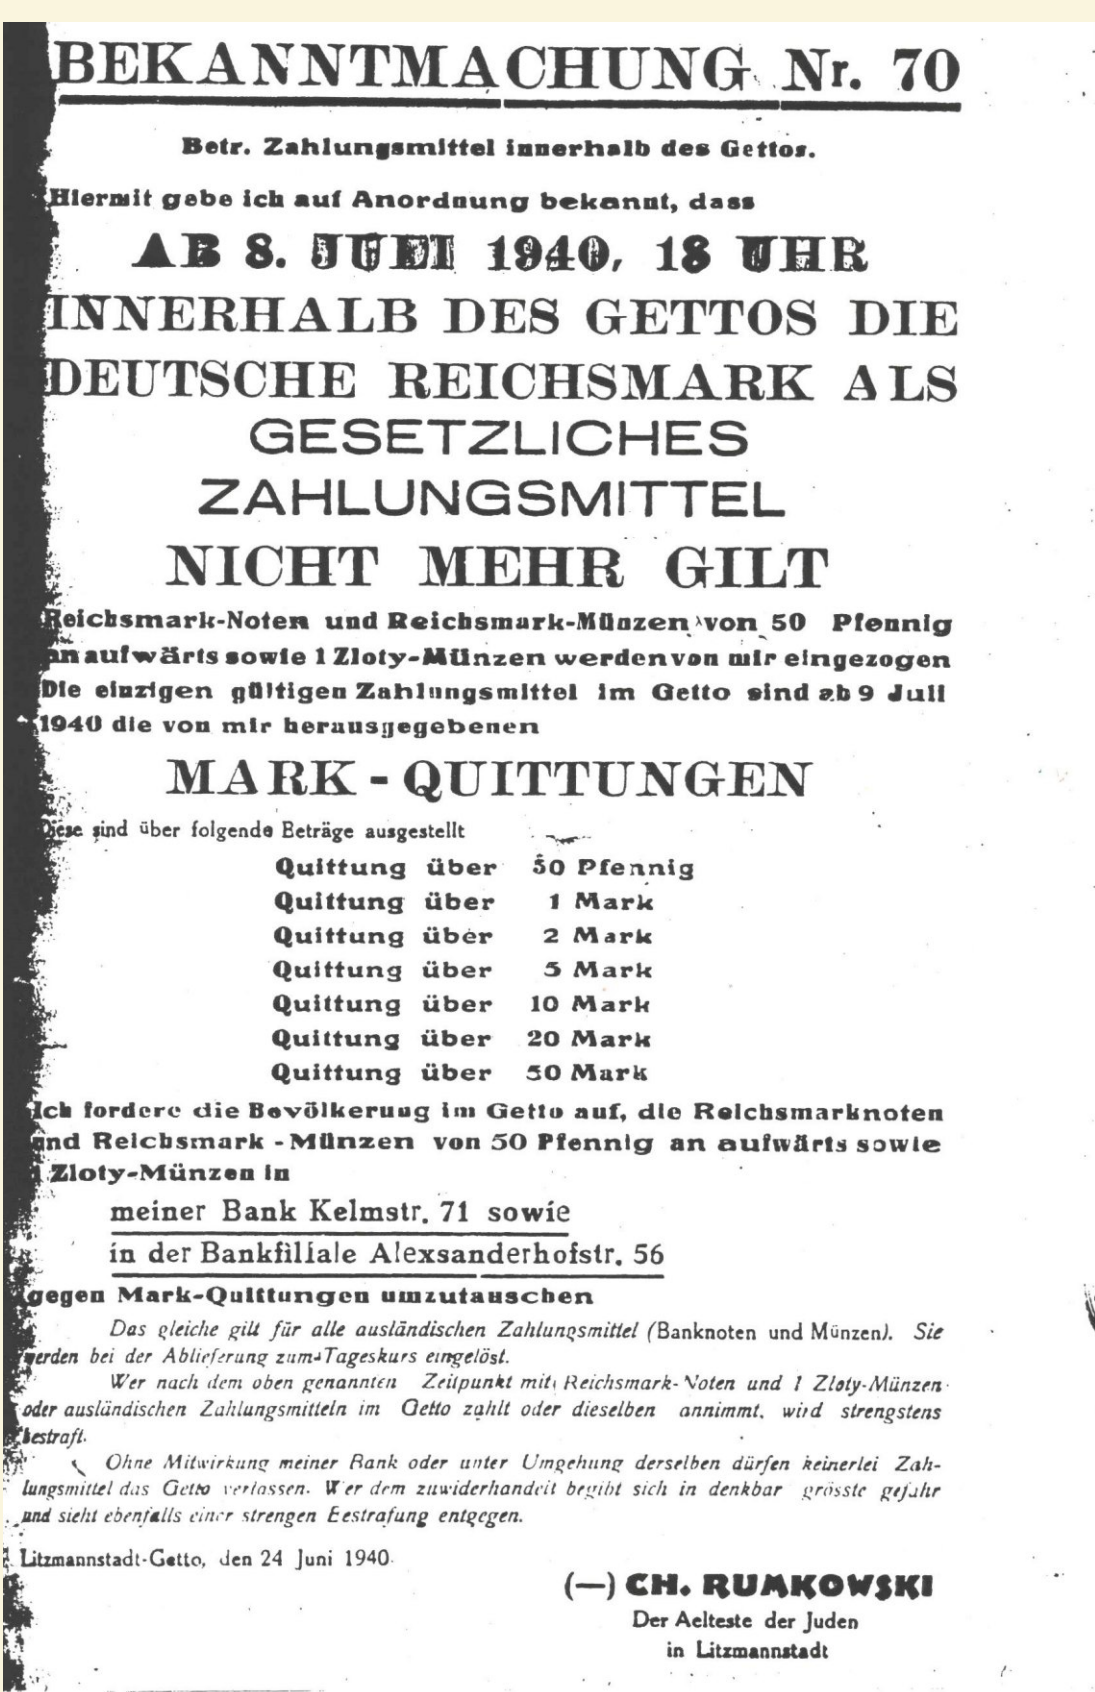 BEKANNTMACHUNG Nr. 70
Betr. Zahlungsmittel innerhalb des Gettos.
Hiermit gebe ich auf Anordnung bekannt, dass
AB 8. JULI 1940, 18 UHR
INNERHALB DES GETTOS DIE
DEUTSCHE REICHSMARK ALS
GESETZLICHES
ZAHLUNGSMITTEL
NICHT MEHR GILT
Reichsmark-Noten und Reichsmark-Münzen von 50 Pfennig
an aufwärts sowie 1 Zloty-Münzen werden von mir eingezogen
Die einzigen gültigen Zahlungsmittel im Getto sind ab 9 Juli
1940 die von mir herausgegebenen
MARK - QUITTUNGEN
Diese sind über folgende Beträge ausgestellt
Quittung über 50 Pfennig
Quittung über 1 Mark
Quittung über 2 Mark
Quittung über 5 Mark
Quittung über 10 Mark
Quittung über 20 Mark
Quittung über 50 Mark
Ich fordere die Bevölkerung im Getto auf, die Reichsmarknoten
und Reichsmark - Münzen von 50 Pfennig an aufwärts sowie
1 Zloty-Münzen in
meiner Bank Kelmstr. 71 sowie
in der Bankfiliale Alexsanderhofstr. 56
gegen Mark-Quittungen umzutauschen
Das gleiche gilt für alle ausländischen Zahlungsmittel (Banknoten und Münzen). Sie
werden bei der Ablieferung zum Tageskurs eingelöst.
Wer nach dem oben genannten Zeitpunkt mit Reichsmark-Noten und 1 Zloty-Münzen
oder ausländischen Zahlungsmitteln im Getto zahlt oder dieselben annimmt, wird strengstens
bestraft.
Ohne Mitwirkung meiner Bank oder unter Umgehung derselben dürfen keinerlei Zah-
lungsmittel das Getto verlassen. Wer dem zuwiderhandelt begibt sich in denkbar grösste gefahr
und sieht ebenfalls einer strengen Bestrafung entgegen.
Litzmannstadt-Getto, den 24 Juni 1940
(—) CH. RUMKOWSKI
Der Aelteste der Juden
in Litzmannstadt